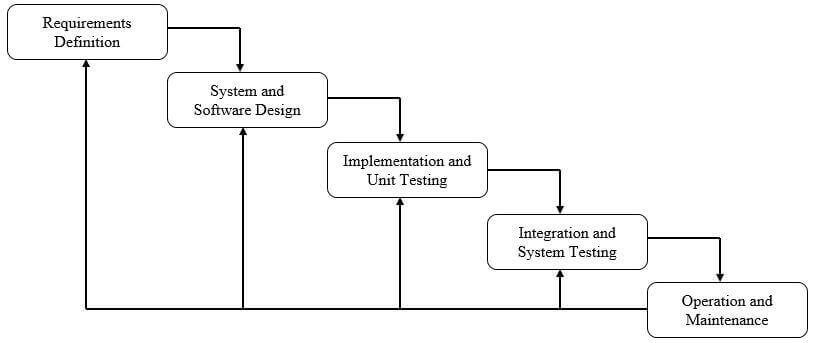 Requirements
Definition
System and
Software Design
Implementation and
Unit Testing
Integration and
System Testing
Operation and
Maintenance